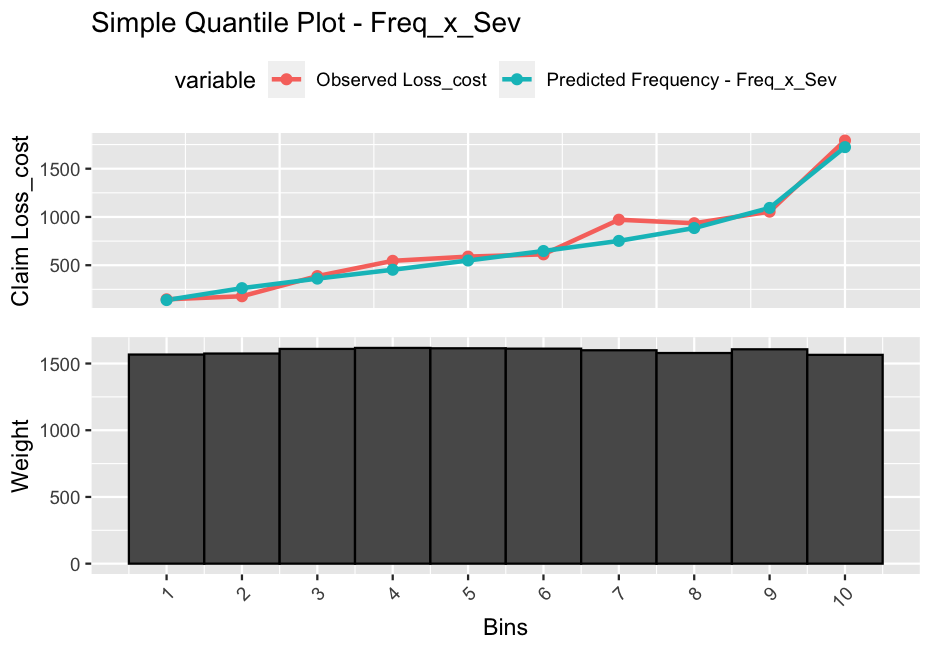 Simple Quantile Plot - Freq_x_Sev
variable Observed Loss_cost Predicted Frequency - Freq_x_Sev
Claim Loss_cost
1500
1000
500
Weight
1500
1000
500
0
1 2 3 4 5 6 7 8 9 10
Bins